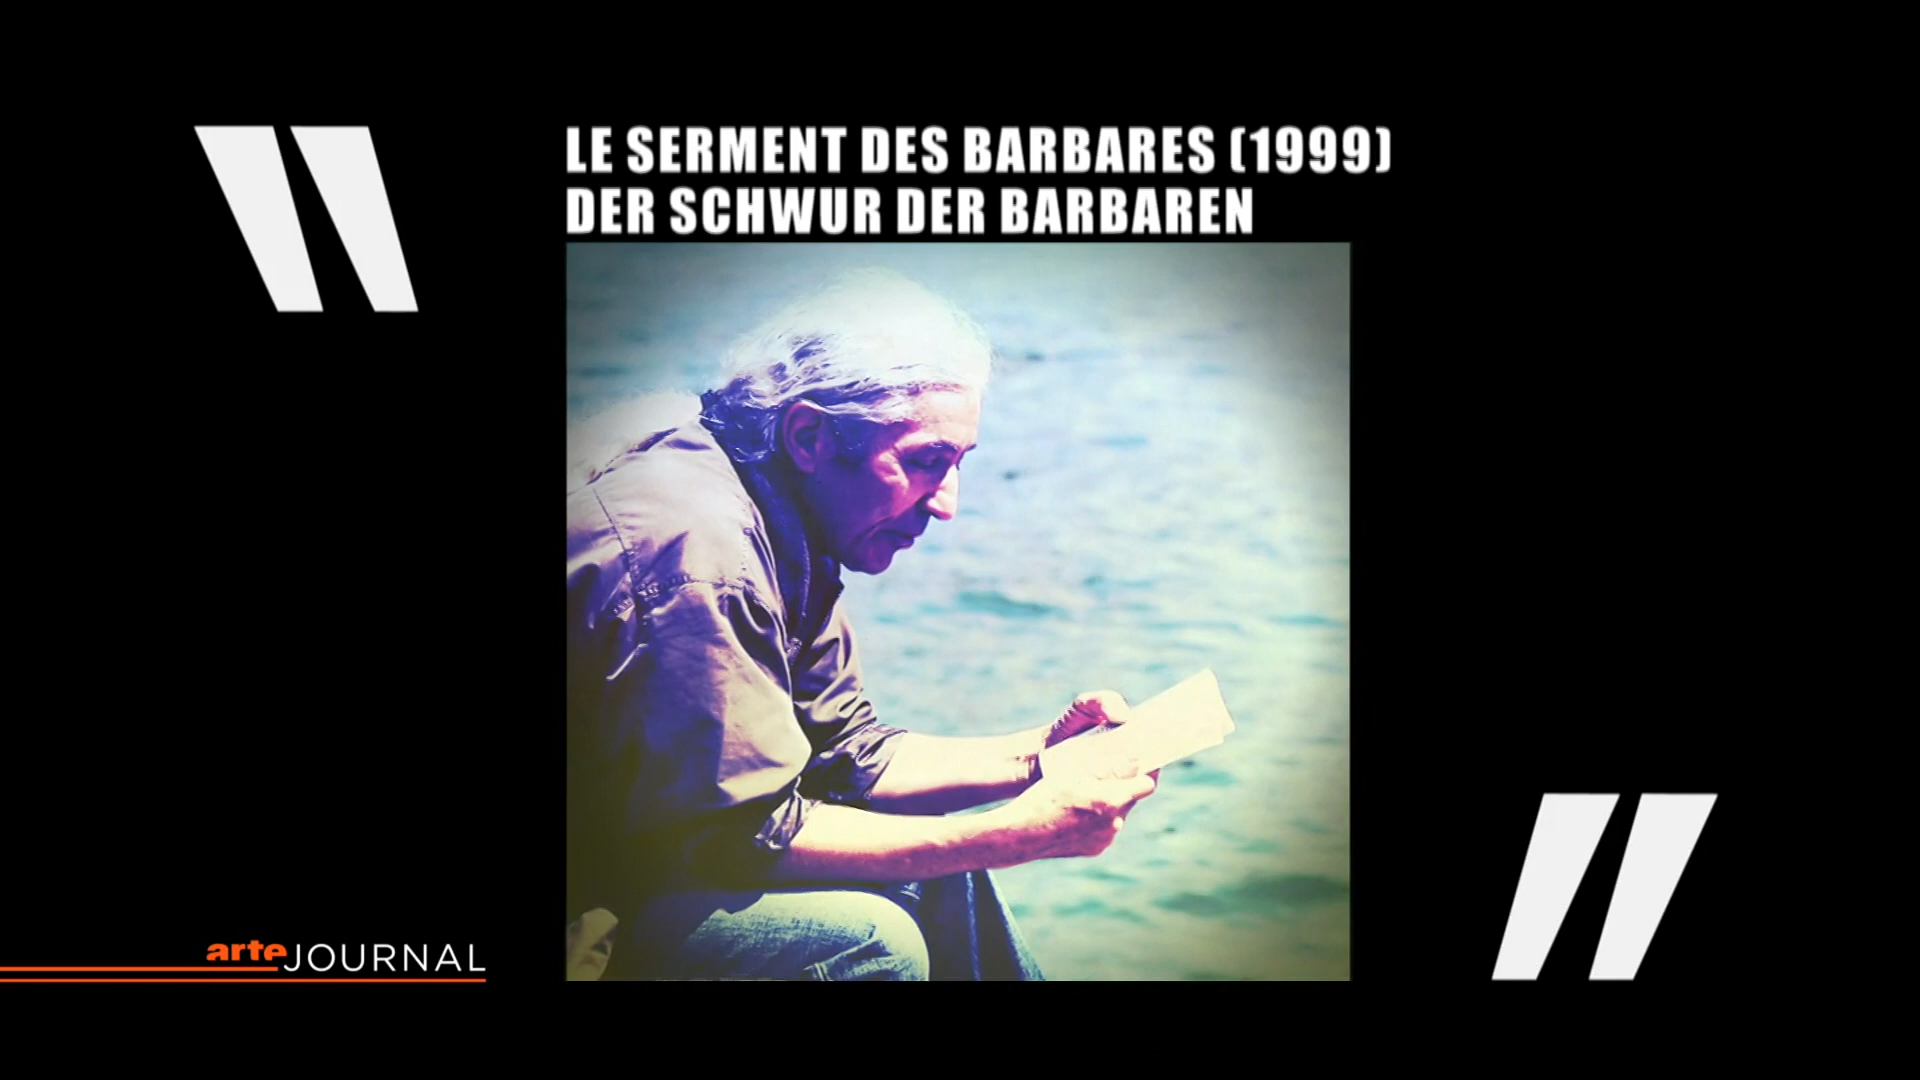 LE SERMENT DES BARBARES (1999)
DER SCHWUR DER BARBAREN
arte JOURNAL